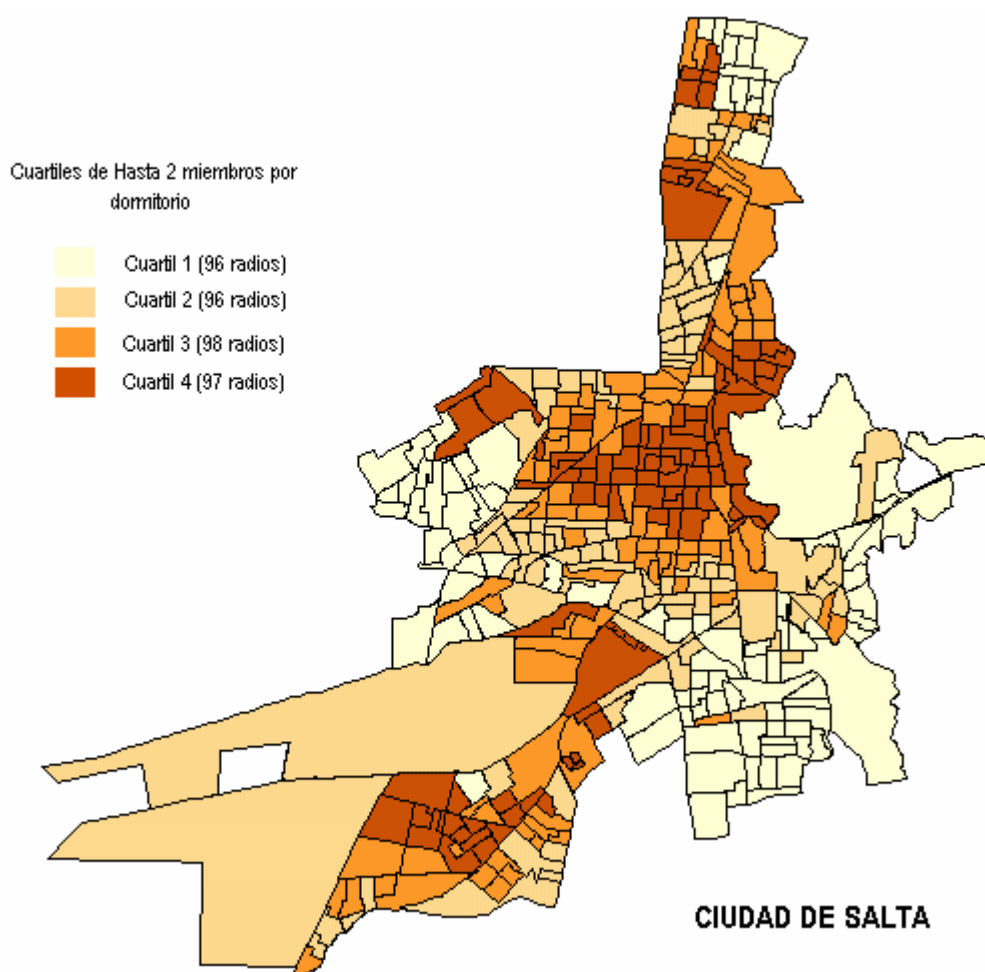 Cuartiles de Hasta 2 miembros por
dormitorio
Cuartil 1 (96 radios)
Cuartil 2 (96 radios)
Cuartil 3 (98 radios)
Cuartil 4 (97 radios)
CIUDAD DE SALTA